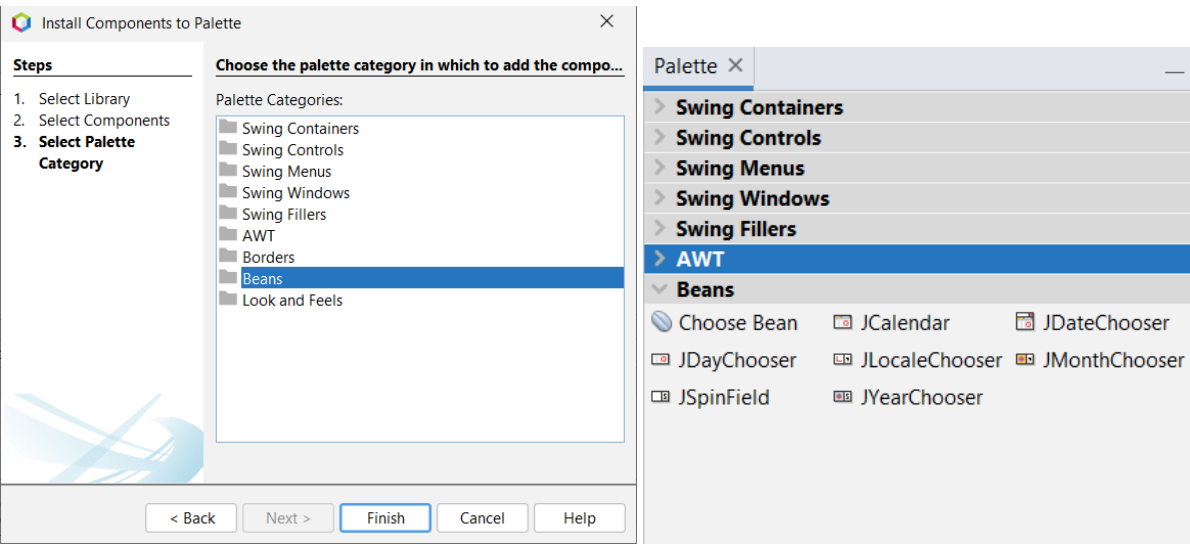 Install Components to Palette
Steps
1. Select Library
2. Select Components
3. Select Palette
Category
Choose the palette category in which to add the compo...
Palette Categories:
Swing Containers
Swing Controls
Swing Menus
Swing Windows
Swing Fillers
AWT
Borders
Beans
Look and Feels
< Back Next > Finish Cancel Help
Palette
Swing Containers
Swing Controls
Swing Menus
Swing Windows
Swing Fillers
AWT
Beans
Choose Bean JCalendar JDateChooser
JDayChooser JLocaleChooser JMonthChooser
JSpinField JYearChooser